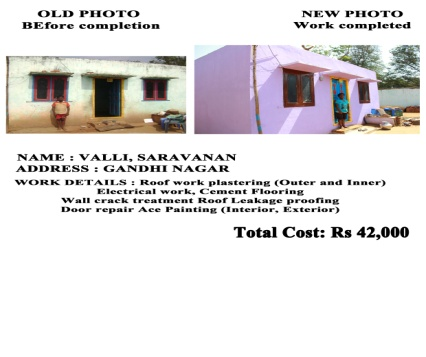 OLD PHOTO
BEfore completion
NEW PHOTO
Work completed
NAME : VALLI, SARAVANAN
ADDRESS : GANDHI NAGAR
WORK DETAILS : Roof work plastering (Outer and Inner)
Electrical work, Cement Flooring
Wall crack treatment Roof Leakage proofing
Door repair Ace Painting (Interior, Exterior)
Total Cost: Rs 42,000